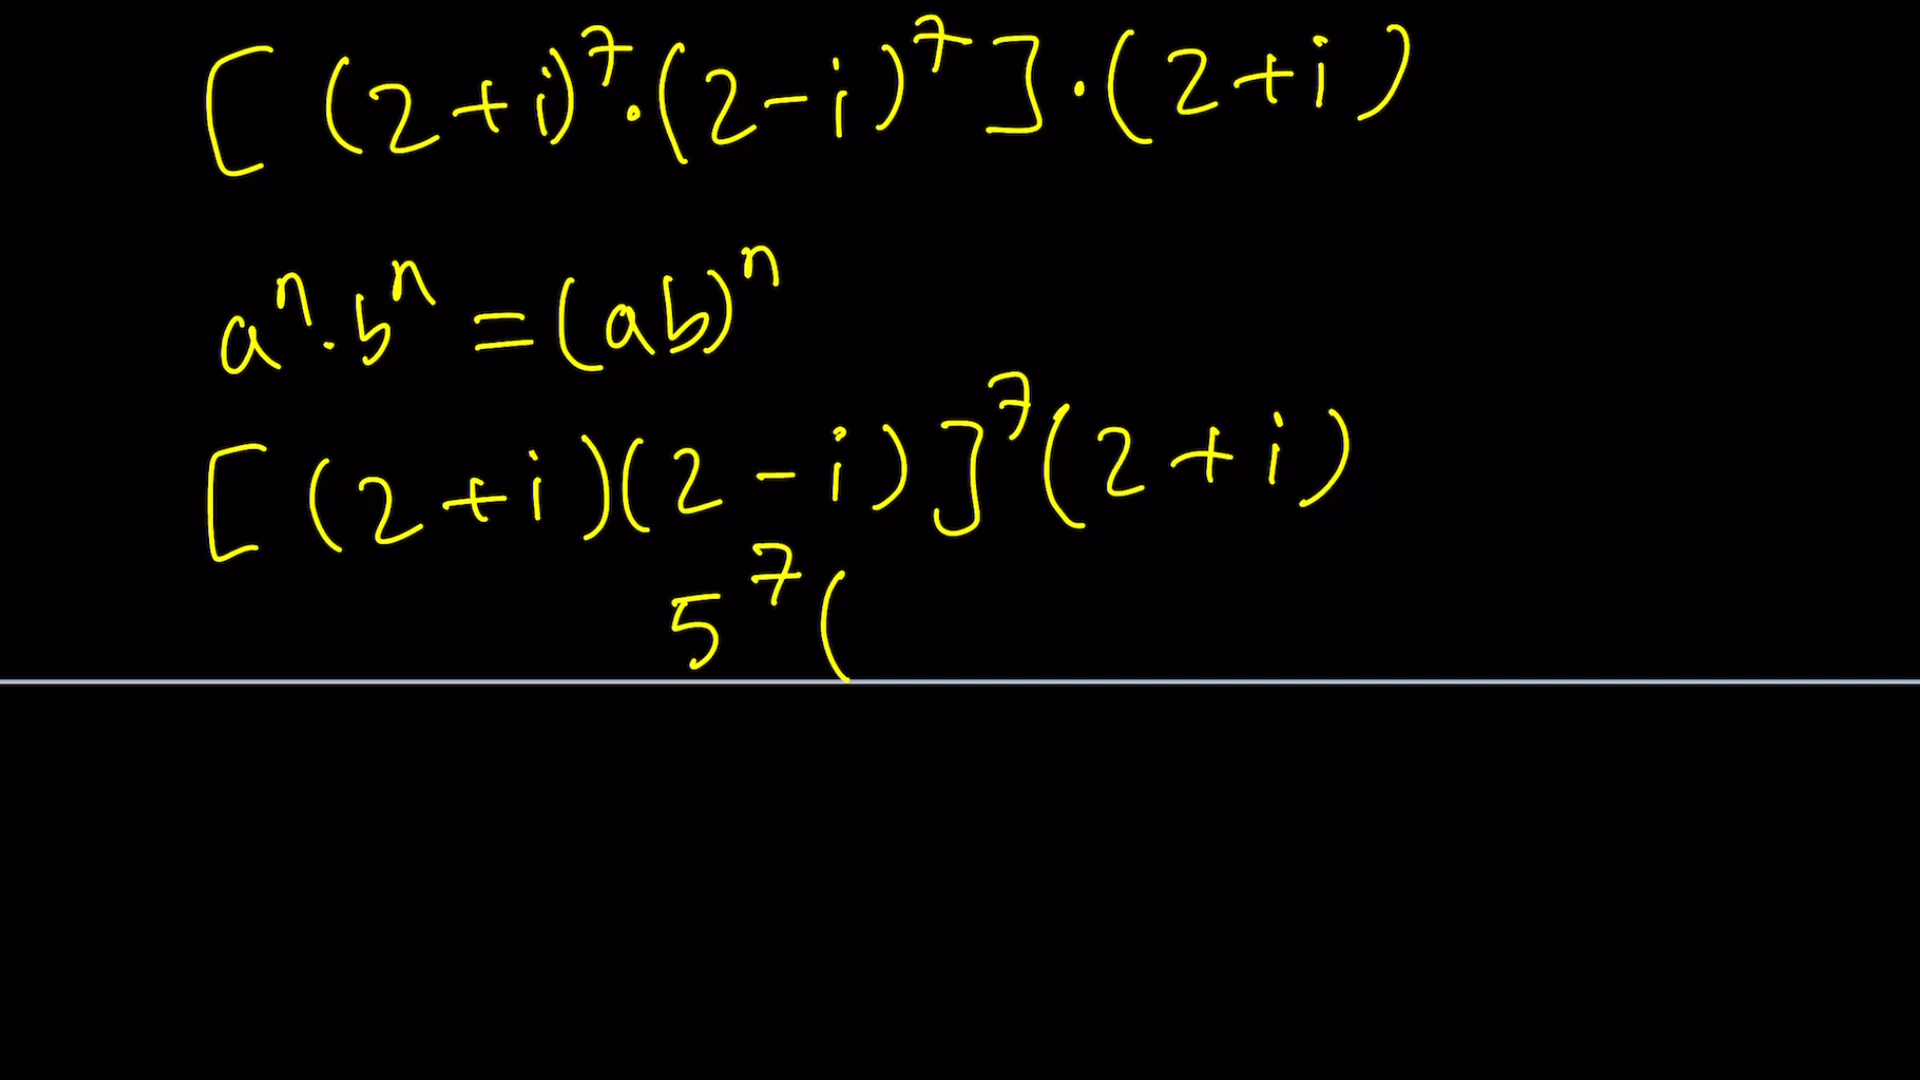 [(2+i)⁷·(2-i)⁷]·(2+i)
aⁿ·bⁿ=(ab)ⁿ
[(2+i)(2-i)]⁷(2+i)
5⁷(